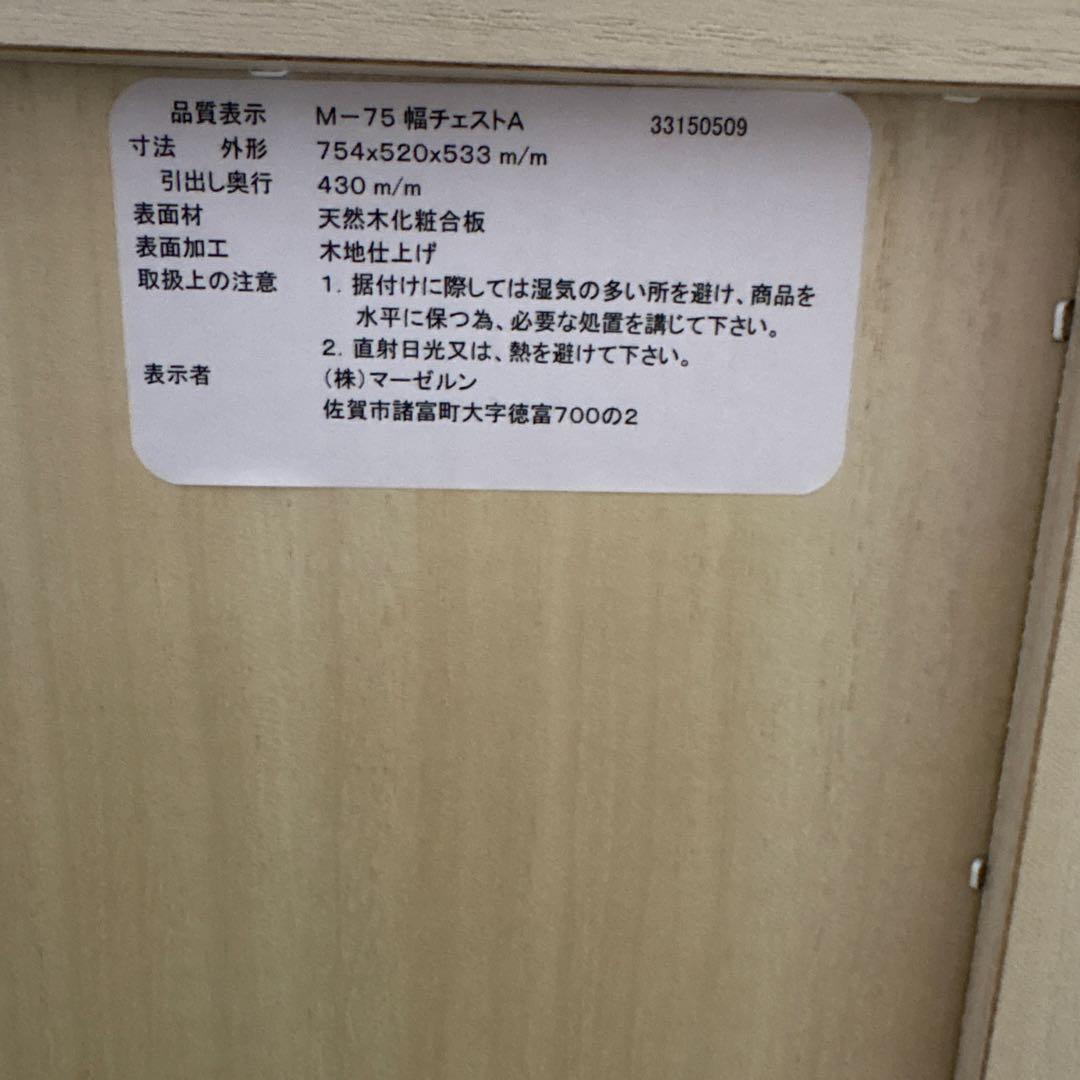 品質表示 M－75 幅チェストA 33150509
寸法 外形 754x520x533 m/m
引出し奥行 430 m/m
表面材 天然木化粧合板
表面加工 木地仕上げ
取扱上の注意 1. 据付けに際しては湿気の多い所を避け、商品を
水平に保つ為、必要な処置を講じて下さい。
2. 直射日光又は、熱を避けて下さい。
表示者 （株）マーゼルン
佐賀市諸富町大字徳富700の2